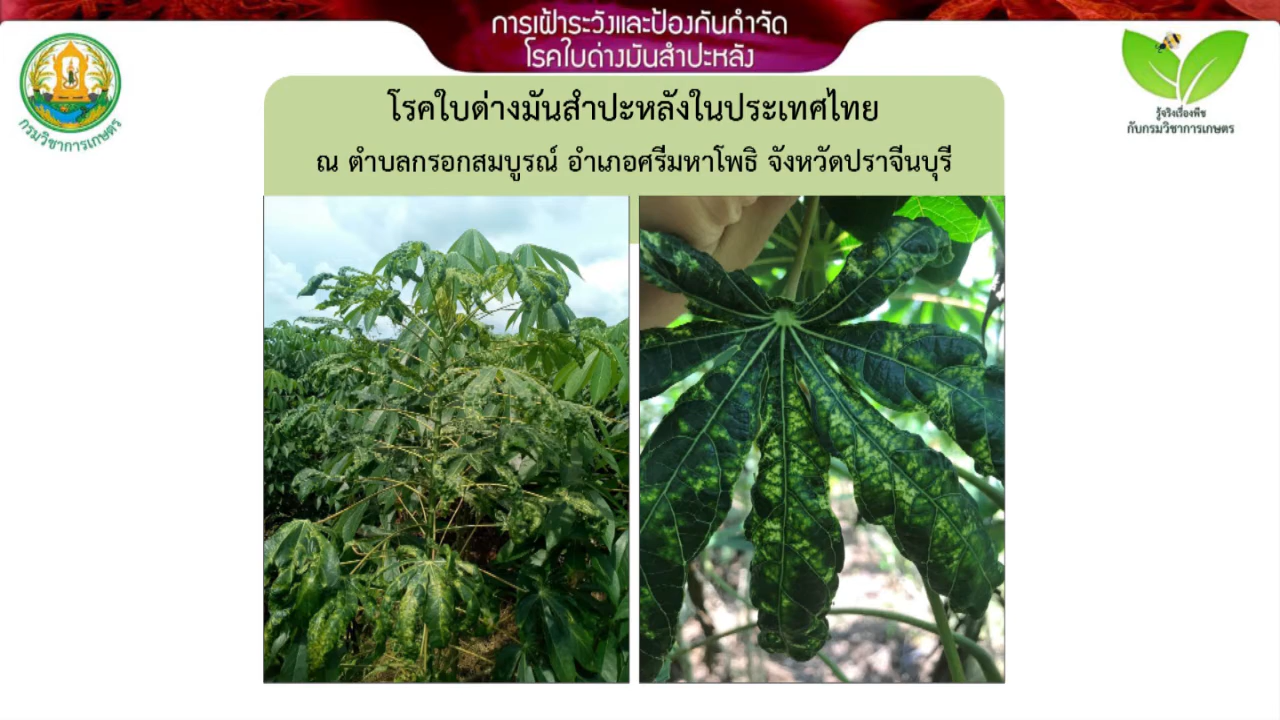 การเฝ้าระวังและป้องกันกำจัด
โรคใบด่างมันสำปะหลัง
โรคใบด่างมันสำปะหลังในประเทศไทย
ณ ตำบลกรอกสมบูรณ์ อำเภอศรีมหาโพธิ จังหวัดปราจีนบุรี
กรมวิชาการเกษตร
รู้จริงเรื่องพืช
กับกรมวิชาการเกษตร